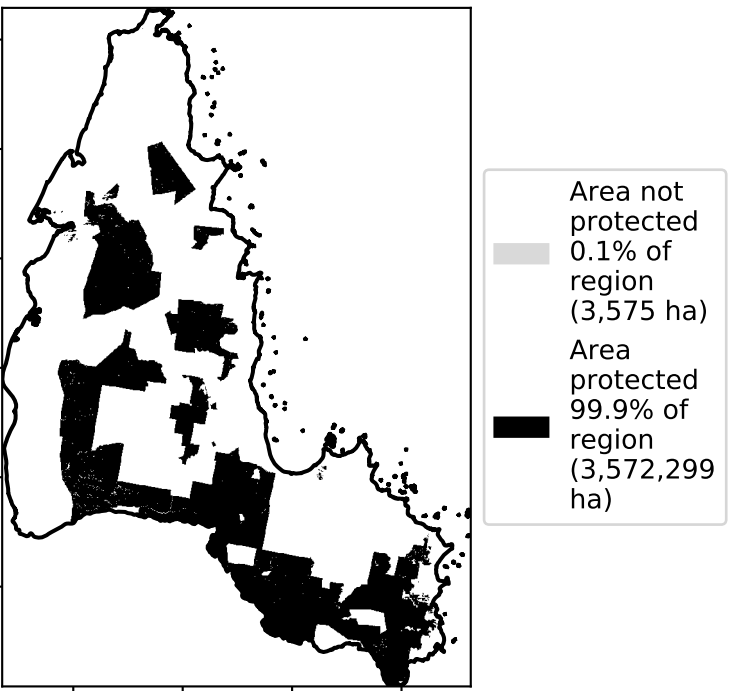 Area not
protected
0.1% of
region
(3,575 ha)
Area
protected
99.9% of
region
(3,572,299
ha)